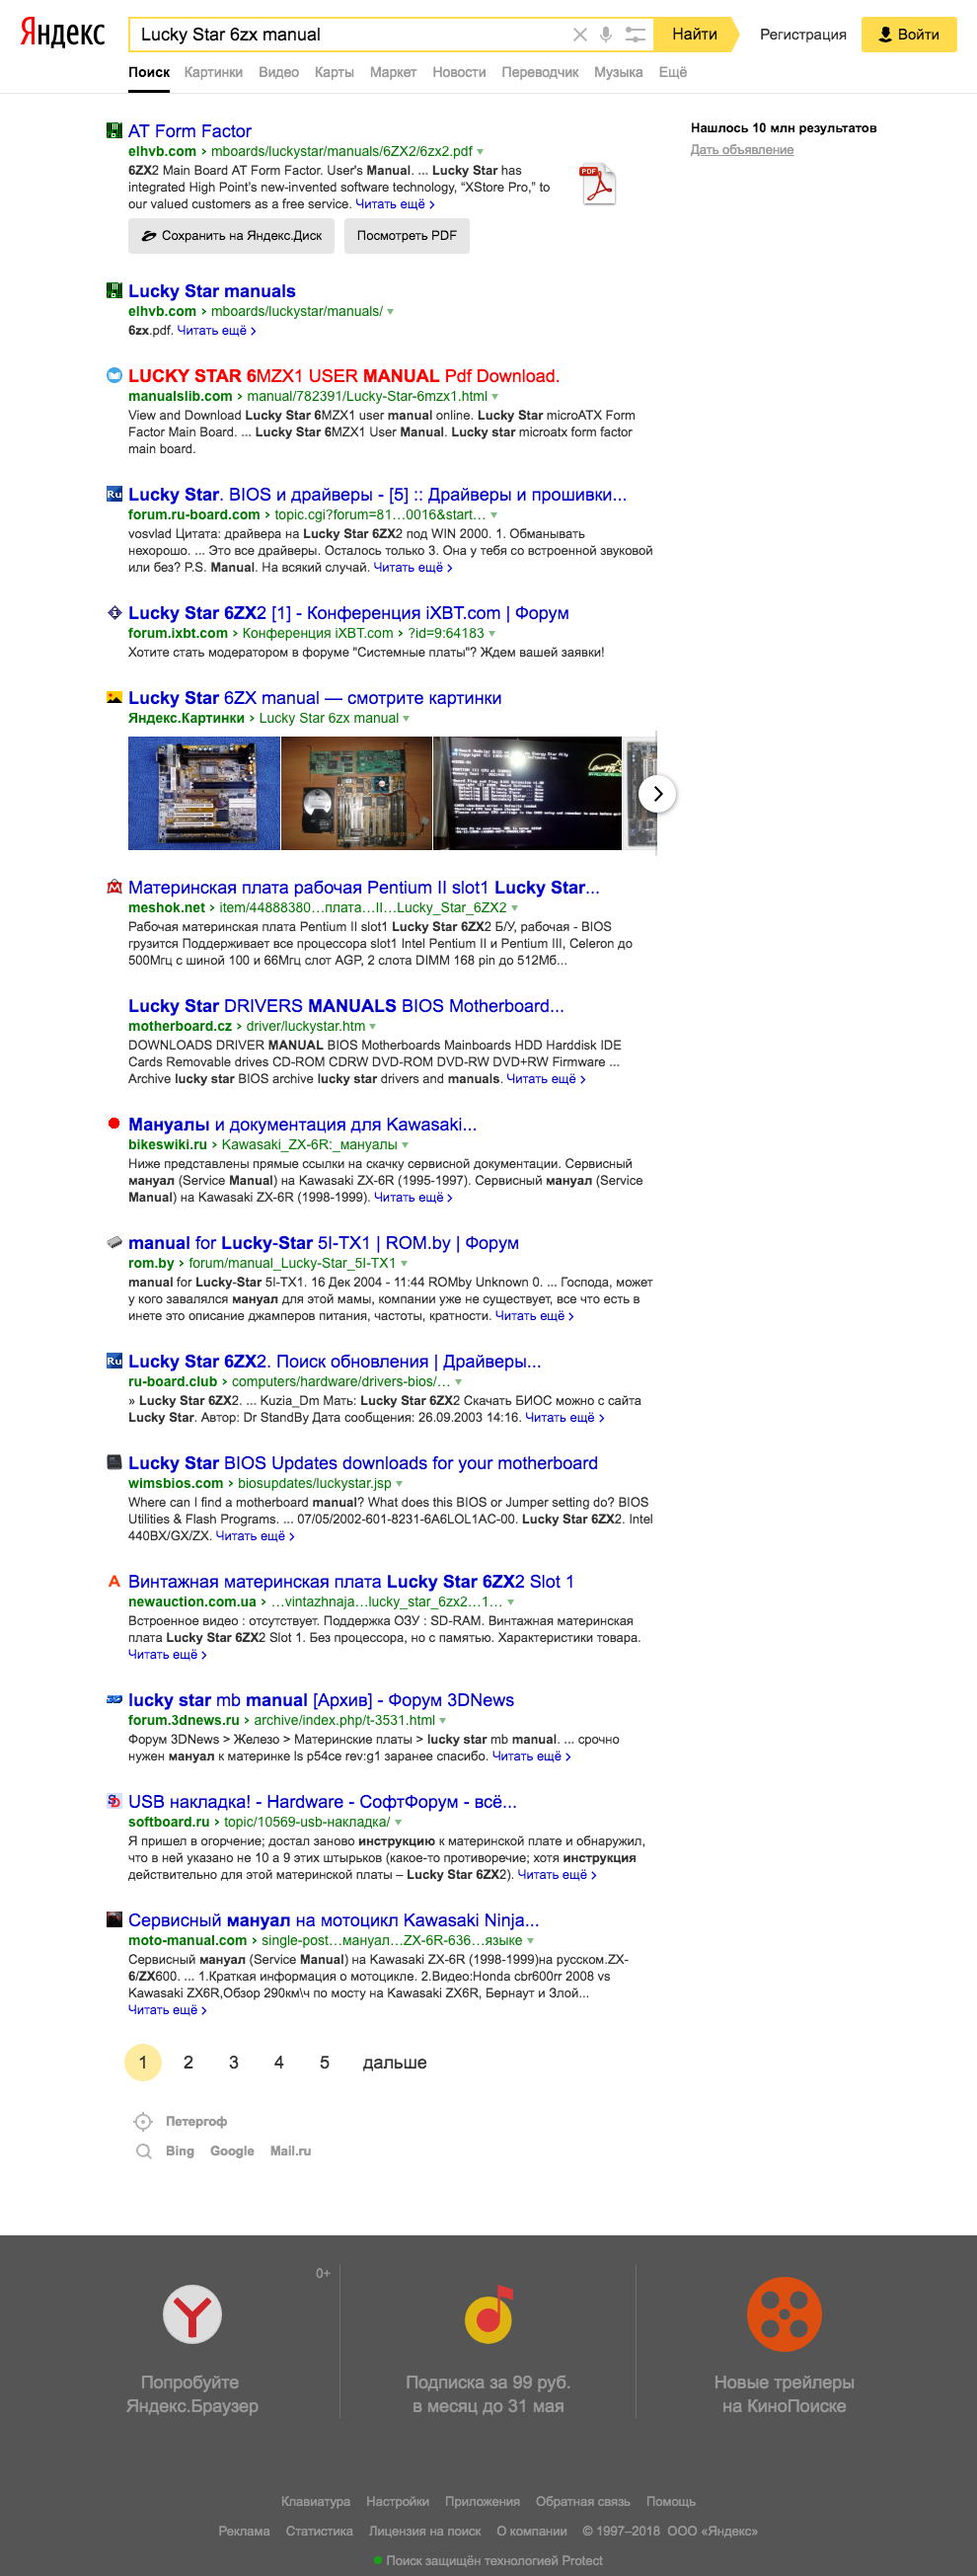 Яндекс
Lucky Star 6zx manual
Найти
Регистрация
Войти
Поиск Картинки Видео Карты Маркет Новости Переводчик Музыка Ещё
Нашлось 10 млн результатов
Дать объявление
AT Form Factor
elhvb.com › mboards/luckystar/manuals/6ZX2/6zx2.pdf
6ZX2 Main Board AT Form Factor. User's Manual. ... Lucky Star has
integrated High Point's new-invented software technology, “XStore Pro,” to
our valued customers as a free service. Читать ещё ›
PDF
Сохранить на Яндекс.Диск
Посмотреть PDF
Lucky Star manuals
elhvb.com › mboards/luckystar/manuals/
6zx.pdf. Читать ещё ›
LUCKY STAR 6MZX1 USER MANUAL Pdf Download.
manualslib.com › manual/782391/Lucky-Star-6mzx1.html
View and Download Lucky Star 6MZX1 user manual online. Lucky Star microATX Form
Factor Main Board. ... Lucky Star 6MZX1 User Manual. Lucky star microatx form factor
main board.
Ru
Lucky Star. BIOS и драйверы - [5] :: Драйверы и прошивки...
forum.ru-board.com › topic.cgi?forum=81…0016&start…
vosvlad Цитата: драйвера на Lucky Star 6ZX2 под WIN 2000. 1. Обманывать
нехорошо. ... Это все драйверы. Осталось только 3. Она у тебя со встроенной звуковой
или без? P.S. Manual. На всякий случай. Читать ещё ›
Lucky Star 6ZX2 [1] - Конференция iXBT.com | Форум
forum.ixbt.com › Конференция iXBT.com › ?id=9:64183
Хотите стать модератором в форуме "Системные платы"? Ждем вашей заявки!
Lucky Star 6ZX manual — смотрите картинки
Яндекс.Картинки › Lucky Star 6zx manual
Материнская плата рабочая Pentium II slot1 Lucky Star...
meshok.net › item/44888380…плата…II…Lucky_Star_6ZX2
Рабочая материнская плата Pentium II slot1 Lucky Star 6ZX2 Б/У, рабочая - BIOS
грузится Поддерживает все процессора slot1 Intel Pentium II и Pentium III, Celeron до
500Мгц с шиной 100 и 66Мгц слот AGP, 2 слота DIMM 168 pin до 512Мб...
Lucky Star DRIVERS MANUALS BIOS Motherboard...
motherboard.cz › driver/luckystar.htm
DOWNLOADS DRIVER MANUAL BIOS Motherboards Mainboards HDD Harddisk IDE
Cards Removable drives CD-ROM CDRW DVD-ROM DVD-RW DVD+RW Firmware ...
Archive lucky star BIOS archive lucky star drivers and manuals. Читать ещё ›
Мануалы и документация для Kawasaki...
bikeswiki.ru › Kawasaki_ZX-6R:_мануалы
Ниже представлены прямые ссылки на скачку сервисной документации. Сервисный
мануал (Service Manual) на Kawasaki ZX-6R (1995-1997). Сервисный мануал (Service
Manual) на Kawasaki ZX-6R (1998-1999). Читать ещё ›
manual for Lucky-Star 5I-TX1 | ROM.by | Форум
rom.by › forum/manual_Lucky-Star_5I-TX1
manual for Lucky-Star 5I-TX1. 16 Дек 2004 - 11:44 ROMby Unknown 0. ... Господа, может
у кого завалялся мануал для этой мамы, компании уже не существует, все что есть в
инете это описание джамперов питания, частоты, кратности. Читать ещё ›
Ru
Lucky Star 6ZX2. Поиск обновления | Драйверы...
ru-board.club › computers/hardware/drivers-bios/…
» Lucky Star 6ZX2. ... Kuzia_Dm Мать: Lucky Star 6ZX2 Скачать БИОС можно с сайта
Lucky Star. Автор: Dr StandBy Дата сообщения: 26.09.2003 14:16. Читать ещё ›
Lucky Star BIOS Updates downloads for your motherboard
wimsbios.com › biosupdates/luckystar.jsp
Where can I find a motherboard manual? What does this BIOS or Jumper setting do? BIOS
Utilities & Flash Programs. ... 07/05/2002-601-8231-6A6LOL1AC-00. Lucky Star 6ZX2. Intel
440BX/GX/ZX. Читать ещё ›
Винтажная материнская плата Lucky Star 6ZX2 Slot 1
newauction.com.ua › …vintazhnaja…lucky_star_6zx2…1…
Встроенное видео : отсутствует. Поддержка ОЗУ : SD-RAM. Винтажная материнская
плата Lucky Star 6ZX2 Slot 1. Без процессора, но с памятью. Характеристики товара.
Читать ещё ›
lucky star mb manual [Архив] - Форум 3DNews
forum.3dnews.ru › archive/index.php/t-3531.html
Форум 3DNews > Железо > Материнские платы > lucky star mb manual. ... срочно
нужен мануал к материнке ls p54ce rev:g1 заранее спасибо. Читать ещё ›
USB накладка! - Hardware - СофтФорум - всё...
softboard.ru › topic/10569-usb-накладка/
Я пришел в огорчение; достал заново инструкцию к материнской плате и обнаружил,
что в ней указано не 10 а 9 этих штырьков (какое-то противоречие; хотя инструкция
действительно для этой материнской платы – Lucky Star 6ZX2). Читать ещё ›
Сервисный мануал на мотоцикл Kawasaki Ninja...
moto-manual.com › single-post…мануал…ZX-6R-636…языке
Сервисный мануал (Service Manual) на Kawasaki ZX-6R (1998-1999)на русском.ZX-
6/ZX600. ... 1.Краткая информация о мотоцикле. 2.Видео:Honda cbr600rr 2008 vs
Kawasaki ZX6R,Обзор 290км\ч по мосту на Kawasaki ZX6R, Бернаут и Злой...
Читать ещё ›
1 2 3 4 5 дальше
Петергоф
Bing Google Mail.ru
0+
Попробуйте
Яндекс.Браузер
Подписка за 99 руб.
в месяц до 31 мая
Новые трейлеры
на КиноПоиске
Клавиатура Настройки Приложения Обратная связь Помощь
Реклама Статистика Лицензия на поиск О компании © 1997–2018 ООО «Яндекс»
Поиск защищён технологией Protect